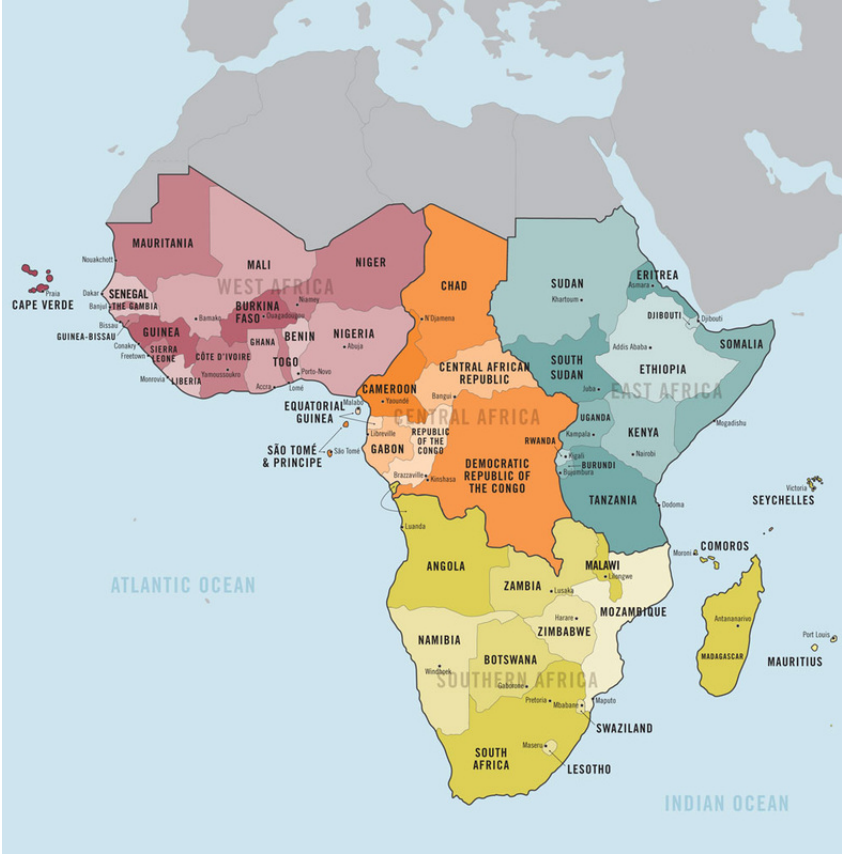 MAURITANIA
Nouakchott
MALI
NIGER
WEST AFRICA
CAPE VERDE
Praia
Dakar
SENEGAL
Banjul
THE GAMBIA
Bissau
GUINEA-BISSAU
GUINEA
Conakry
Freetown
SIERRA
LEONE
Monrovia
LIBERIA
Bamako
BURKINA
FASO
Ouagadougou
Niamey
CÔTE D'IVOIRE
Yamoussoukro
GHANA
Accra
TOGO
Lomé
BENIN
Porto-Novo
NIGERIA
Abuja
CHAD
N'Djamena
CENTRAL AFRICAN
REPUBLIC
Bangui
CENTRAL AFRICA
CAMEROON
Yaoundé
Malabo
EQUATORIAL
GUINEA
Libreville
GABON
REPUBLIC
OF THE
CONGO
SÃO TOMÉ
& PRINCIPE
São Tomé
Brazzaville
Kinshasa
DEMOCRATIC
REPUBLIC OF
THE CONGO
SUDAN
Khartoum
ERITREA
Asmara
DJIBOUTI
Djibouti
SOMALIA
Addis Ababa
ETHIOPIA
SOUTH
SUDAN
Juba
EAST AFRICA
UGANDA
Kampala
KENYA
Nairobi
Mogadishu
RWANDA
Kigali
BURUNDI
Bujumbura
TANZANIA
Dodoma
Victoria
SEYCHELLES
Luanda
ANGOLA
ZAMBIA
Lusaka
MALAWI
Lilongwe
Moroni
COMOROS
MOZAMBIQUE
Harare
ZIMBABWE
NAMIBIA
Windhoek
BOTSWANA
Gaborone
SOUTHERN AFRICA
Pretoria
Mbabane
Maputo
SWAZILAND
Maseru
LESOTHO
SOUTH
AFRICA
Antananarivo
MADAGASCAR
Port Louis
MAURITIUS
ATLANTIC OCEAN
INDIAN OCEAN